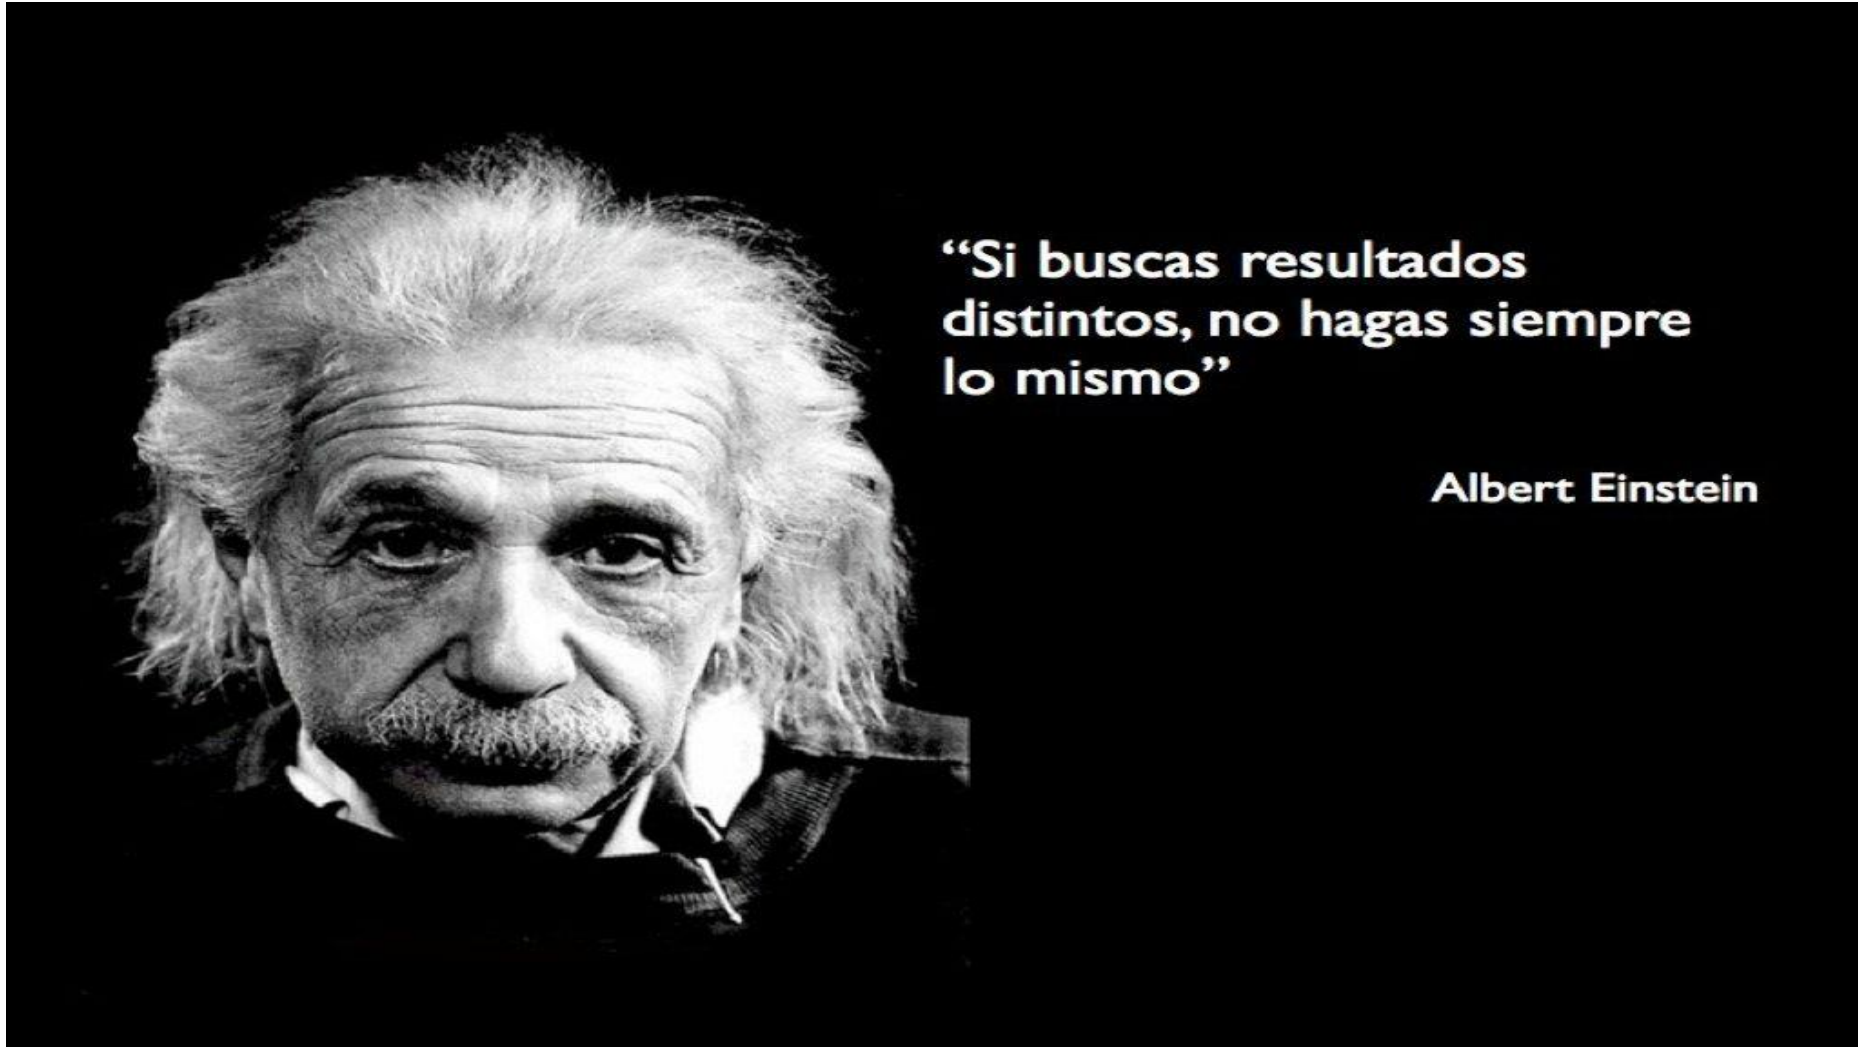 “Si buscas resultados
distintos, no hagas siempre
lo mismo”
Albert Einstein